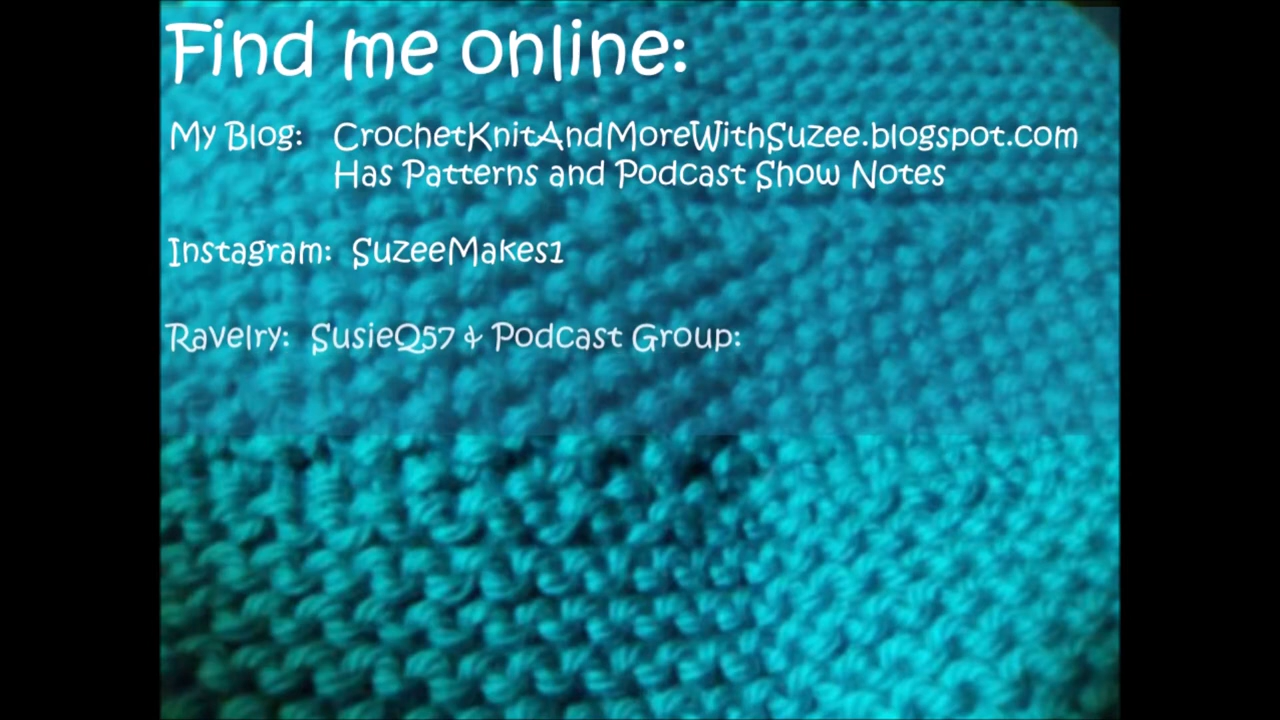 Find me online:
My Blog: CrochetKnitAndMoreWithSuzee.blogspot.com
Has Patterns and Podcast Show Notes
Instagram: SuzeeMakes1
Ravelry: SusieQ57 & Podcast Group: